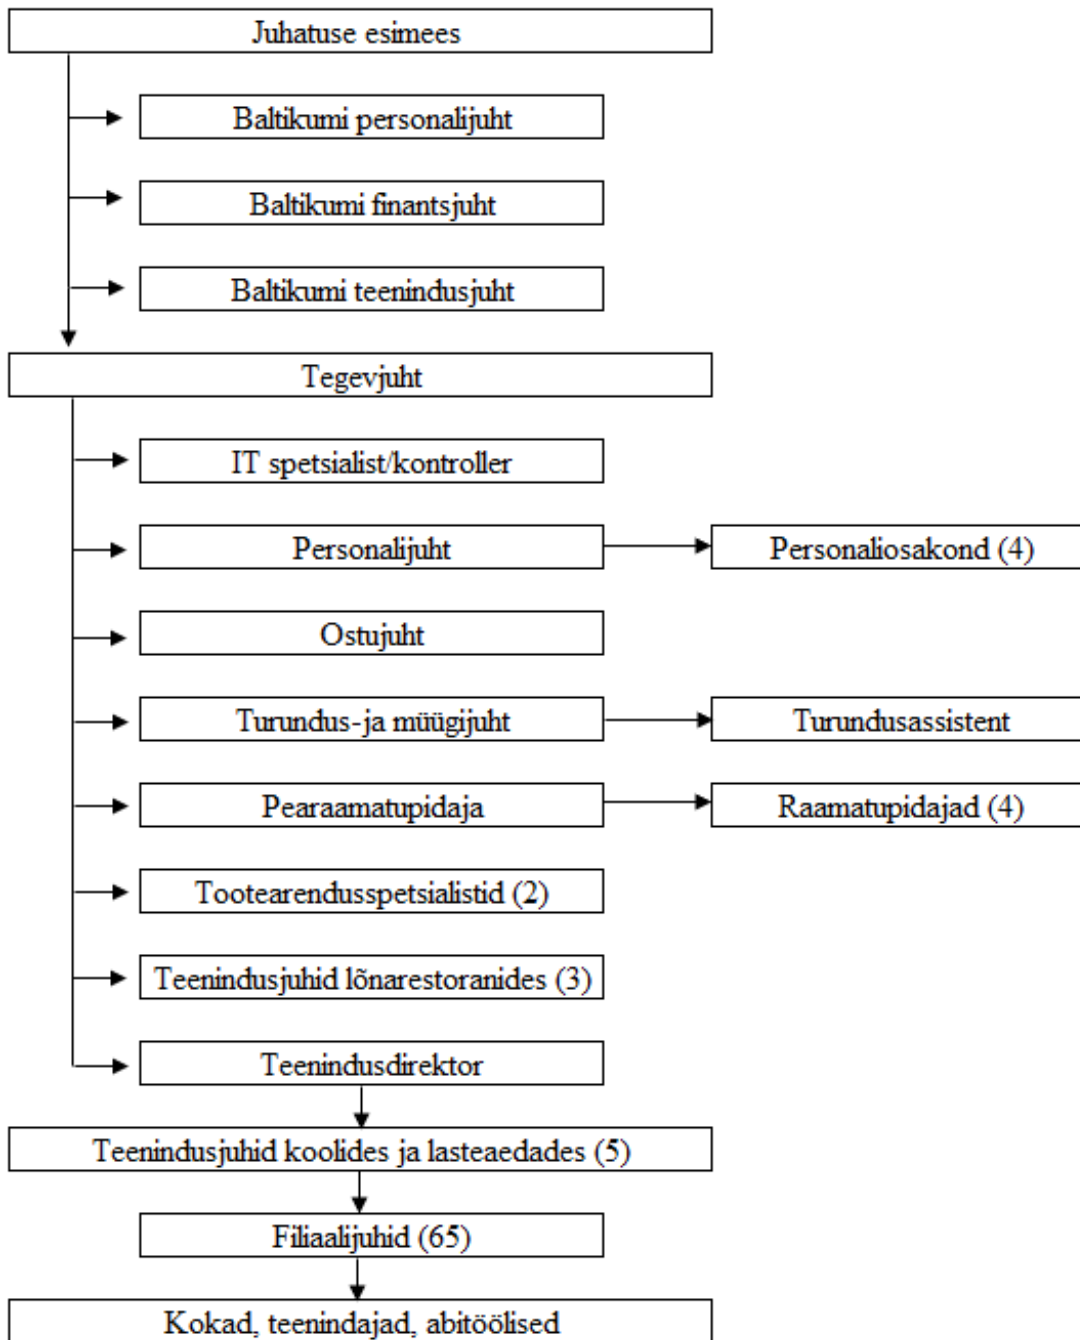 Juhatuse esimees
Baltikumi personalijuht
Baltikumi finantsjuht
Baltikumi teenindusjuht
Tegevjuht
IT spetsialist/kontroller
Personalijuht
Personaliosakond (4)
Ostujuht
Turundus-ja müügijuht
Turundusassistent
Pearaamatupidaja
Raamatupidajad (4)
Tootearendusspetsialistid (2)
Teenindusjuhid lõnarestoranides (3)
Teenindusdirektor
Teenindusjuhid koolides ja lasteaedades (5)
Filiaalijuhid (65)
Kokad, teenindajad, abitöölised